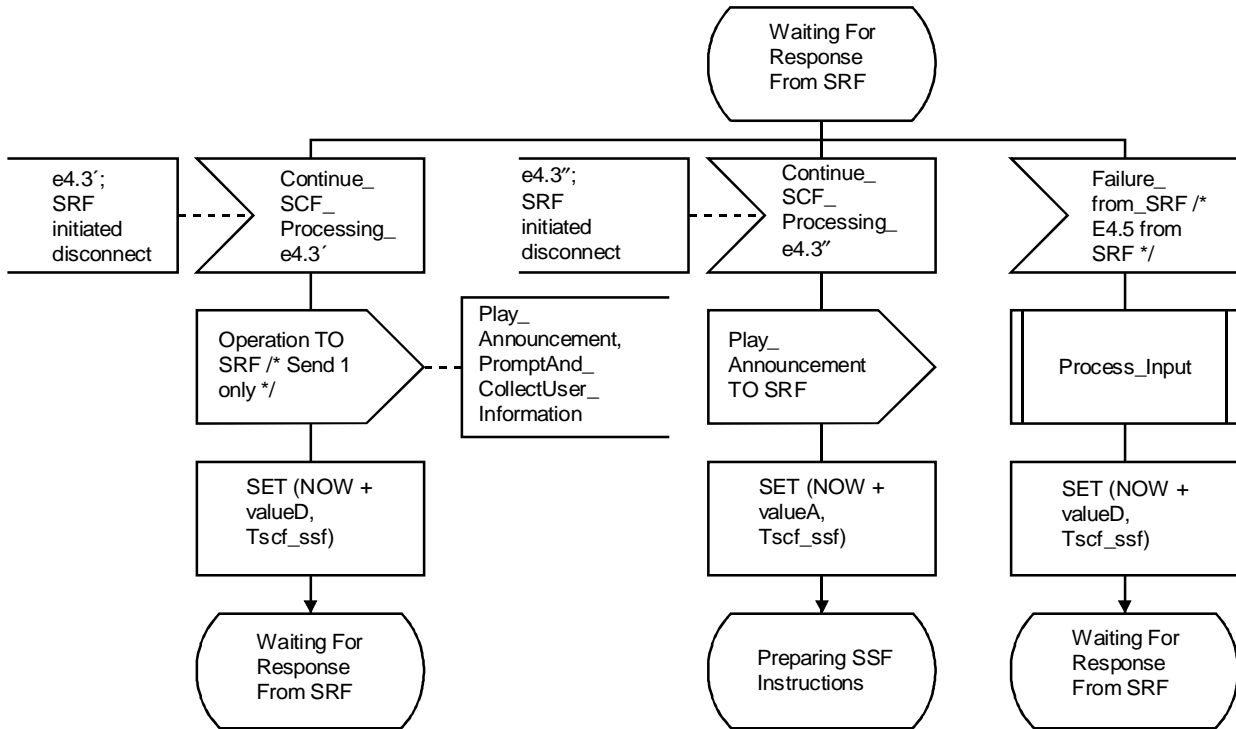 Waiting For
Response
From SRF
e4.3´;
SRF
initiated
disconnect
Continue_
SCF_
Processing_
e4.3´
e4.3˝;
SRF
initiated
disconnect
Continue_
SCF_
Processing_
e4.3˝
Failure_
from_SRF /*
E4.5 from
SRF */
Operation TO
SRF /* Send 1
only */
Play_
Announcement,
PromptAnd_
CollectUser_
Information
Play_
Announcement
TO SRF
Process_Input
SET (NOW +
valueD,
Tscf_ssf)
SET (NOW +
valueA,
Tscf_ssf)
SET (NOW +
valueD,
Tscf_ssf)
Waiting For
Response
From SRF
Preparing SSF
Instructions
Waiting For
Response
From SRF